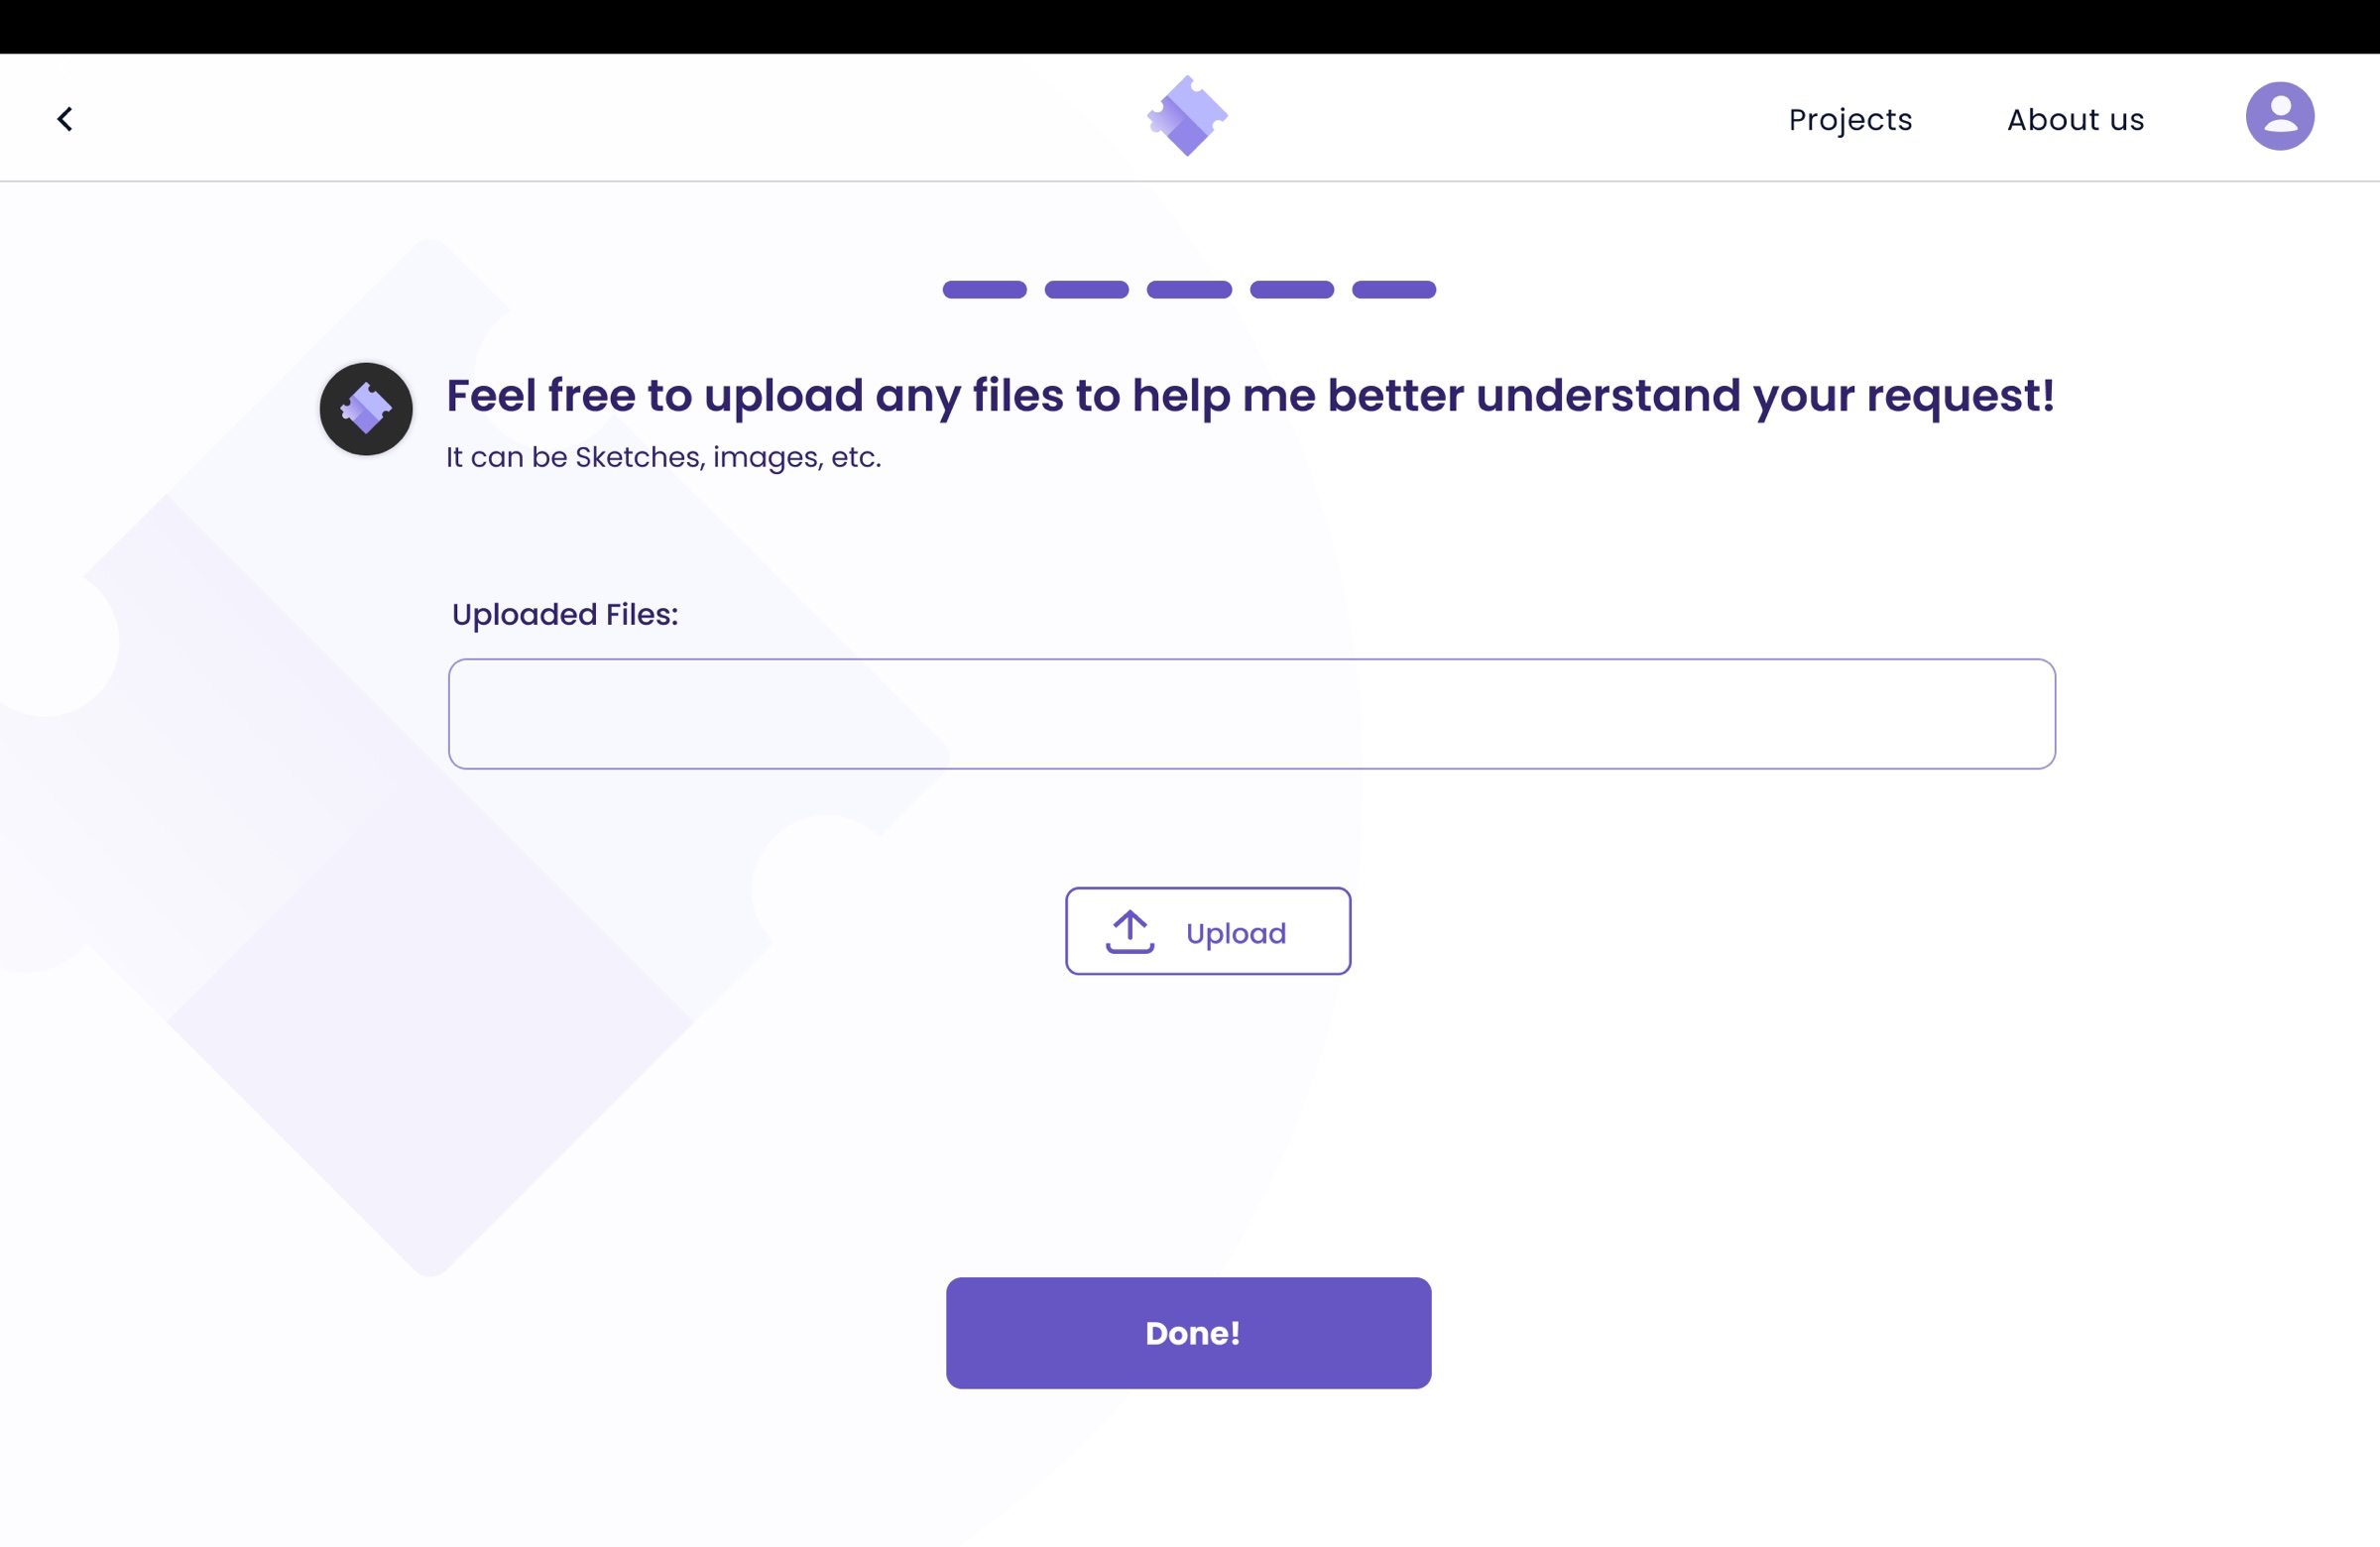 Projects
About us
Feel free to upload any files to help me better understand your request!
It can be Sketches, images, etc.
Uploaded Files:
Upload
Done!